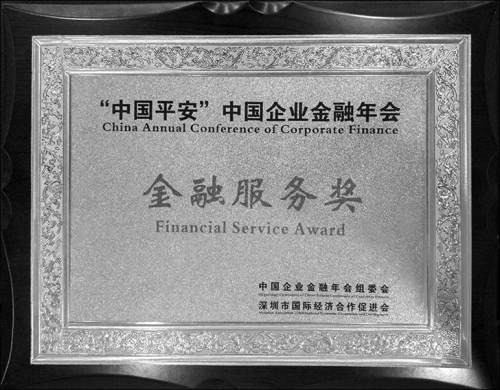 “中国平安”中国企业金融年会
China Annual Conference of Corporate Finance
金融服务奖
Financial Service Award
中国企业金融年会组委会
深圳市国际经济合作促进会